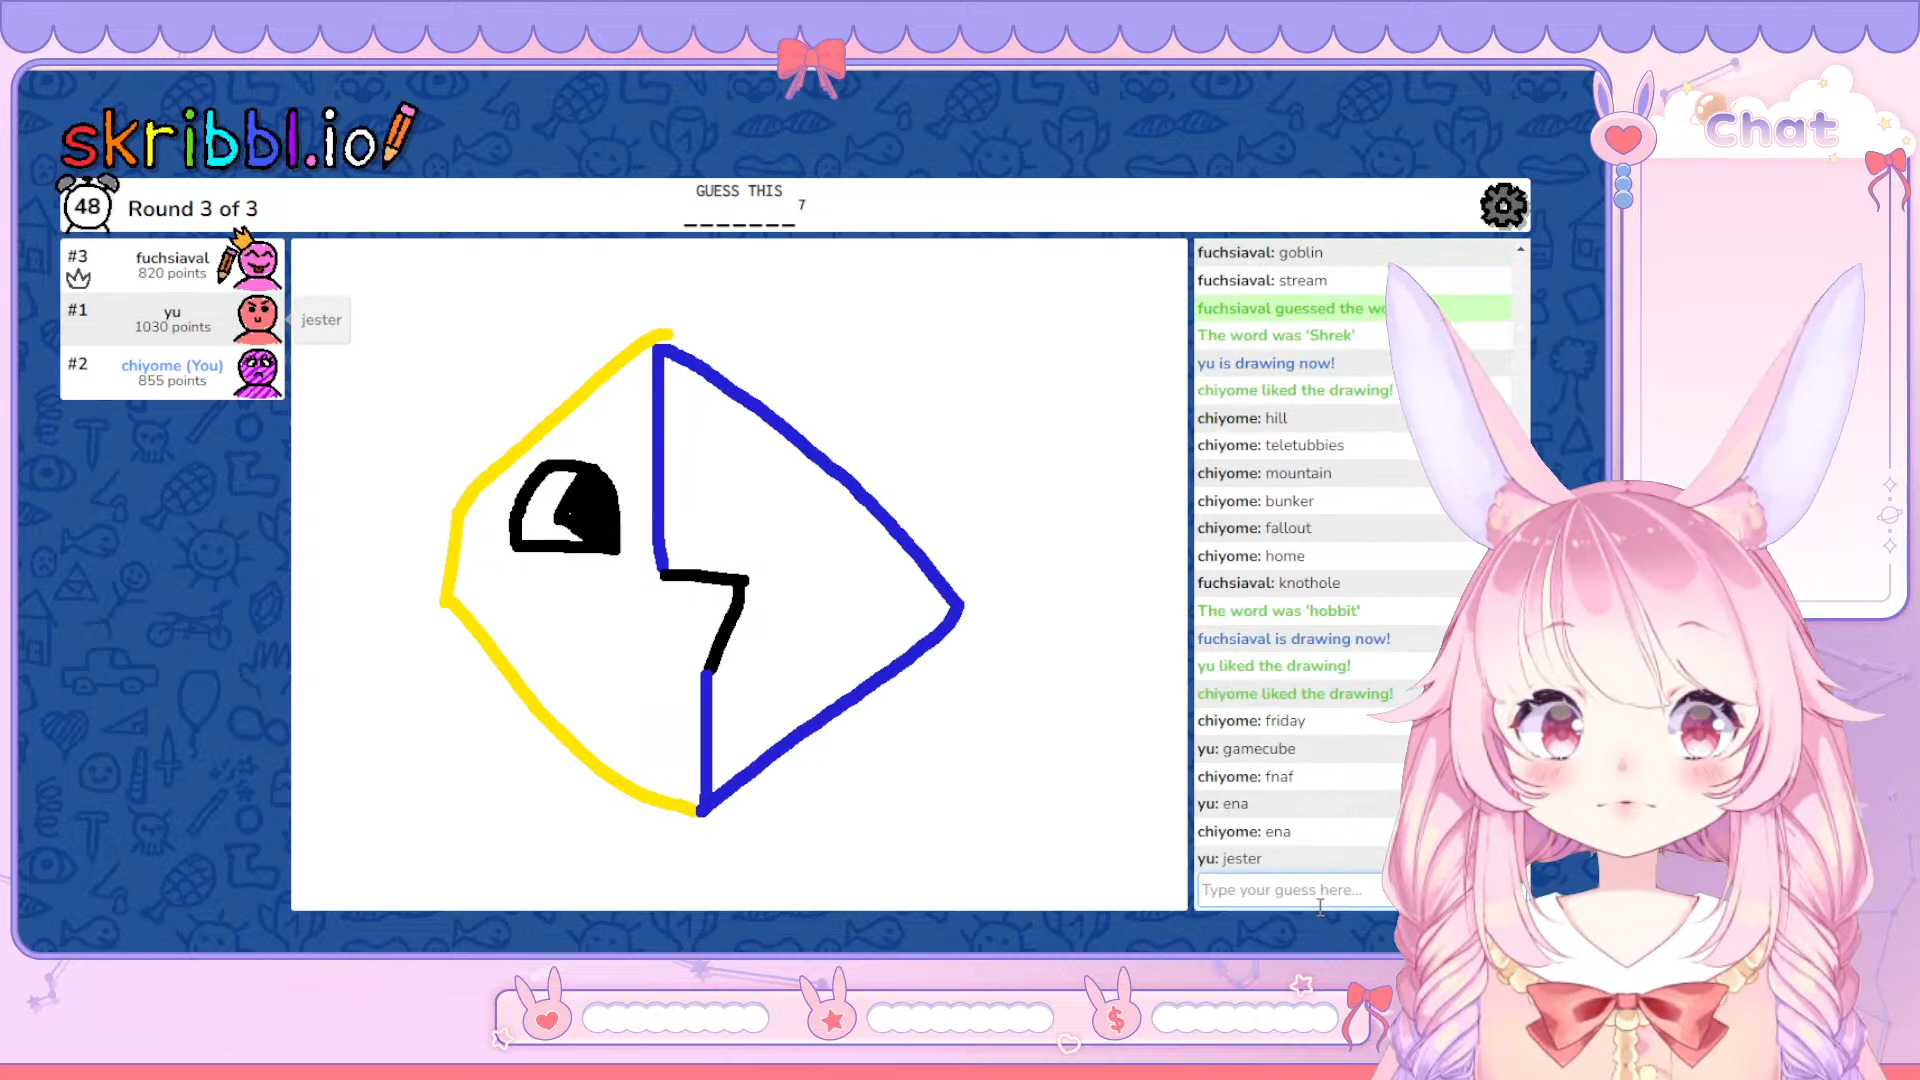 skribbl.io
Chat
48
Round 3 of 3
GUESS THIS
_______ 7
#3
fuchsiaval
820 points
#1
yu
1030 points
jester
#2
chiyome (You)
855 points
fuchsiaval: goblin
fuchsiaval: stream
fuchsiaval guessed the wo
The word was 'Shrek'
yu is drawing now!
chiyome liked the drawing!
chiyome: hill
chiyome: teletubbies
chiyome: mountain
chiyome: bunker
chiyome: fallout
chiyome: home
fuchsiaval: knothole
The word was 'hobbit'
fuchsiaval is drawing now!
yu liked the drawing!
chiyome liked the drawing!
chiyome: friday
yu: gamecube
chiyome: fnaf
yu: ena
chiyome: ena
yu: jester
Type your guess here...